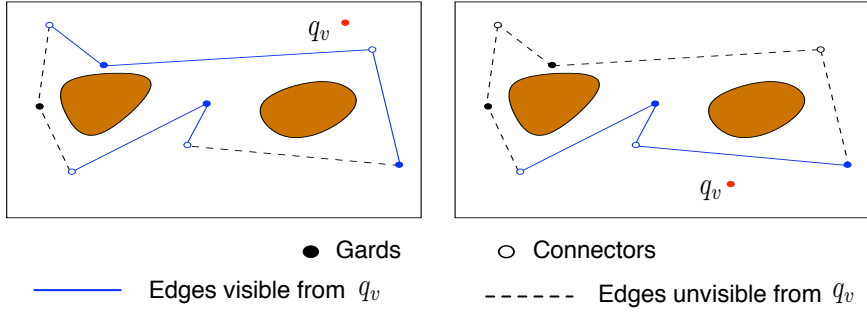 q_v
q_v
Gards
Connectors
Edges visible from q_v
Edges unvisible from q_v